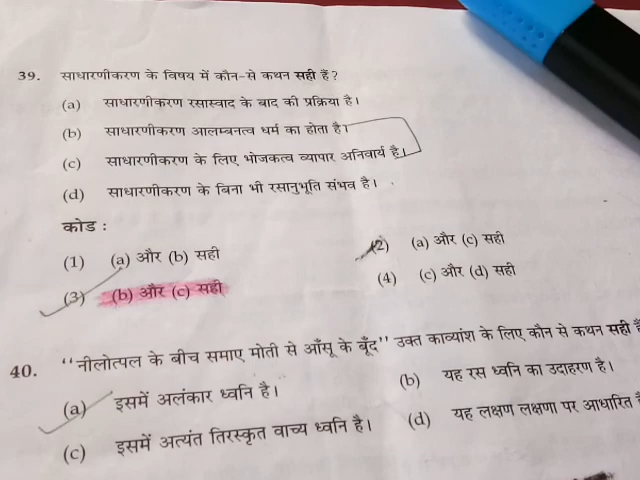 39. साधारणीकरण के विषय में कौन-से कथन सही हैं?
(a) साधारणीकरण रसास्वाद के बाद की प्रक्रिया है।
(b) साधारणीकरण आलम्बनत्व धर्म का होता है।
(c) साधारणीकरण के लिए भोजकत्व व्यापार अनिवार्य है।
(d) साधारणीकरण के बिना भी रसानुभूति संभव है।
कोड :
(1) (a) और (b) सही (2) (a) और (c) सही
(3) (b) और (c) सही (4) (c) और (d) सही
40. “नीलोत्पल के बीच समाए मोती से आँसू के बूँद” उक्त काव्यांश के लिए कौन से कथन सही हैं
(a) इसमें अलंकार ध्वनि है। (b) यह रस ध्वनि का उदाहरण है।
(c) इसमें अत्यंत तिरस्कृत वाच्य ध्वनि है। (d) यह लक्षण लक्षणा पर आधारित है